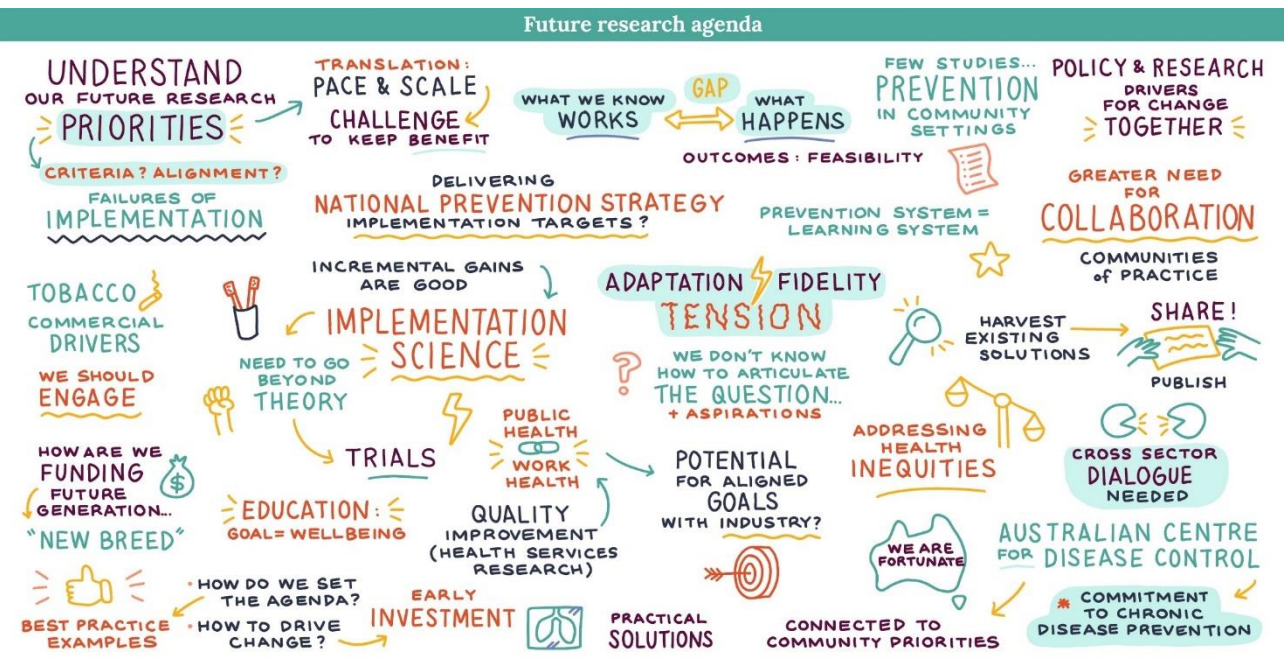 Future research agenda
UNDERSTAND
OUR FUTURE RESEARCH
PRIORITIES
CRITERIA? ALIGNMENT?
FAILURES OF
IMPLEMENTATION
TRANSLATION:
PACE & SCALE
CHALLENGE
TO KEEP BENEFIT
WHAT WE KNOW
WORKS
GAP
WHAT
HAPPENS
OUTCOMES: FEASIBILITY
FEW STUDIES...
PREVENTION
IN COMMUNITY
SETTINGS
POLICY & RESEARCH
DRIVERS
FOR CHANGE
TOGETHER
DELIVERING
NATIONAL PREVENTION STRATEGY
IMPLEMENTATION TARGETS?
PREVENTION SYSTEM =
LEARNING SYSTEM
GREATER NEED
FOR
COLLABORATION
COMMUNITIES
of PRACTICE
TOBACCO
COMMERCIAL
DRIVERS
WE SHOULD
ENGAGE
INCREMENTAL GAINS
ARE GOOD
IMPLEMENTATION
SCIENCE
NEED TO GO
BEYOND
THEORY
TRIALS
ADAPTATION
FIDELITY
TENSION
?
WE DON'T KNOW
HOW TO ARTICULATE
THE QUESTION...
+ ASPIRATIONS
HARVEST
EXISTING
SOLUTIONS
SHARE!
PUBLISH
HOW ARE WE
FUNDING
$
FUTURE
GENERATION...
"NEW BREED"
EDUCATION:
GOAL = WELLBEING
PUBLIC
HEALTH
WORK
HEALTH
QUALITY
IMPROVEMENT
(HEALTH SERVICES
RESEARCH)
POTENTIAL
FOR ALIGNED
GOALS
WITH INDUSTRY?
ADDRESSING
HEALTH
INEQUITIES
CROSS SECTOR
DIALOGUE
NEEDED
BEST PRACTICE
EXAMPLES
• HOW DO WE SET
THE AGENDA?
• HOW TO DRIVE
CHANGE?
EARLY
INVESTMENT
PRACTICAL
SOLUTIONS
WE ARE
FORTUNATE
AUSTRALIAN CENTRE
FOR DISEASE CONTROL
CONNECTED TO
COMMUNITY PRIORITIES
* COMMITMENT
TO CHRONIC
DISEASE PREVENTION